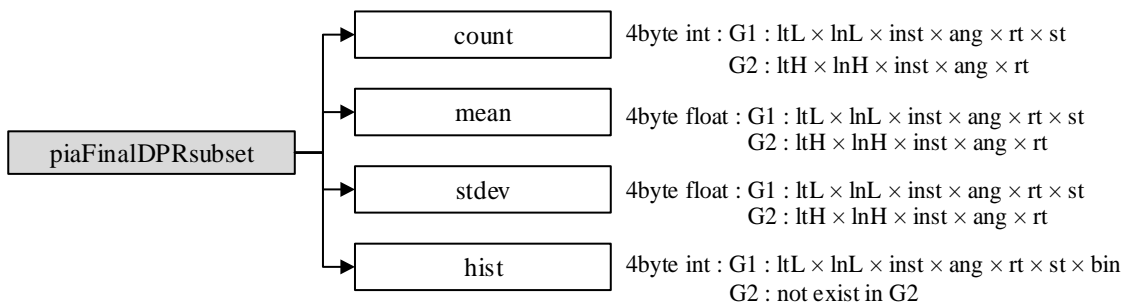 count
4byte int : G1 : ltL × lnL × inst × ang × rt × st
G2 : ltH × lnH × inst × ang × rt
mean
4byte float : G1 : ltL × lnL × inst × ang × rt × st
G2 : ltH × lnH × inst × ang × rt
piaFinalDPRsubset
stdev
4byte float : G1 : ltL × lnL × inst × ang × rt × st
G2 : ltH × lnH × inst × ang × rt
hist
4byte int : G1 : ltL × lnL × inst × ang × rt × st × bin
G2 : not exist in G2